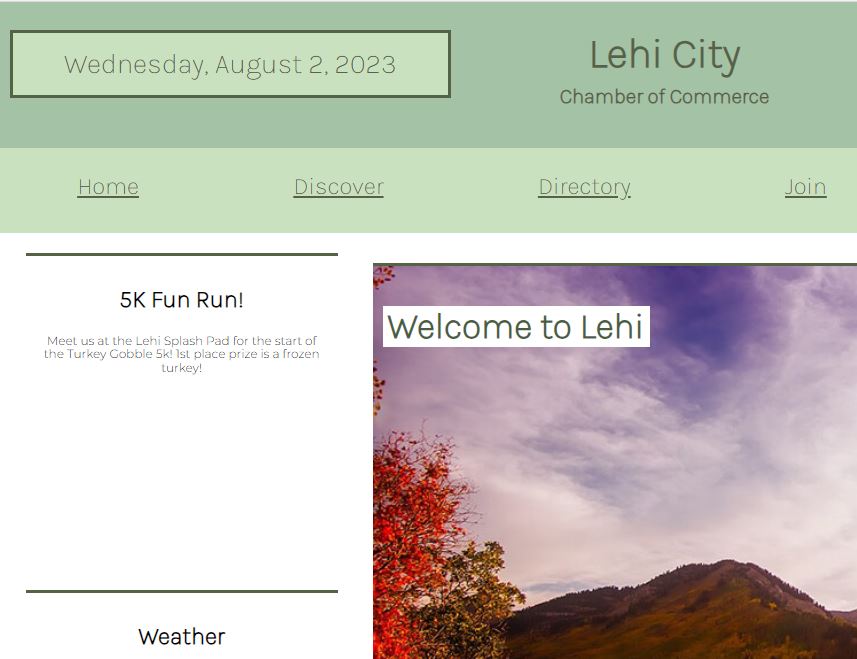 Wednesday, August 2, 2023
Lehi City
Chamber of Commerce
Home
Discover
Directory
Join
5K Fun Run!
Meet us at the Lehi Splash Pad for the start of
the Turkey Gobble 5k! 1st place prize is a frozen
turkey!
Welcome to Lehi
Weather